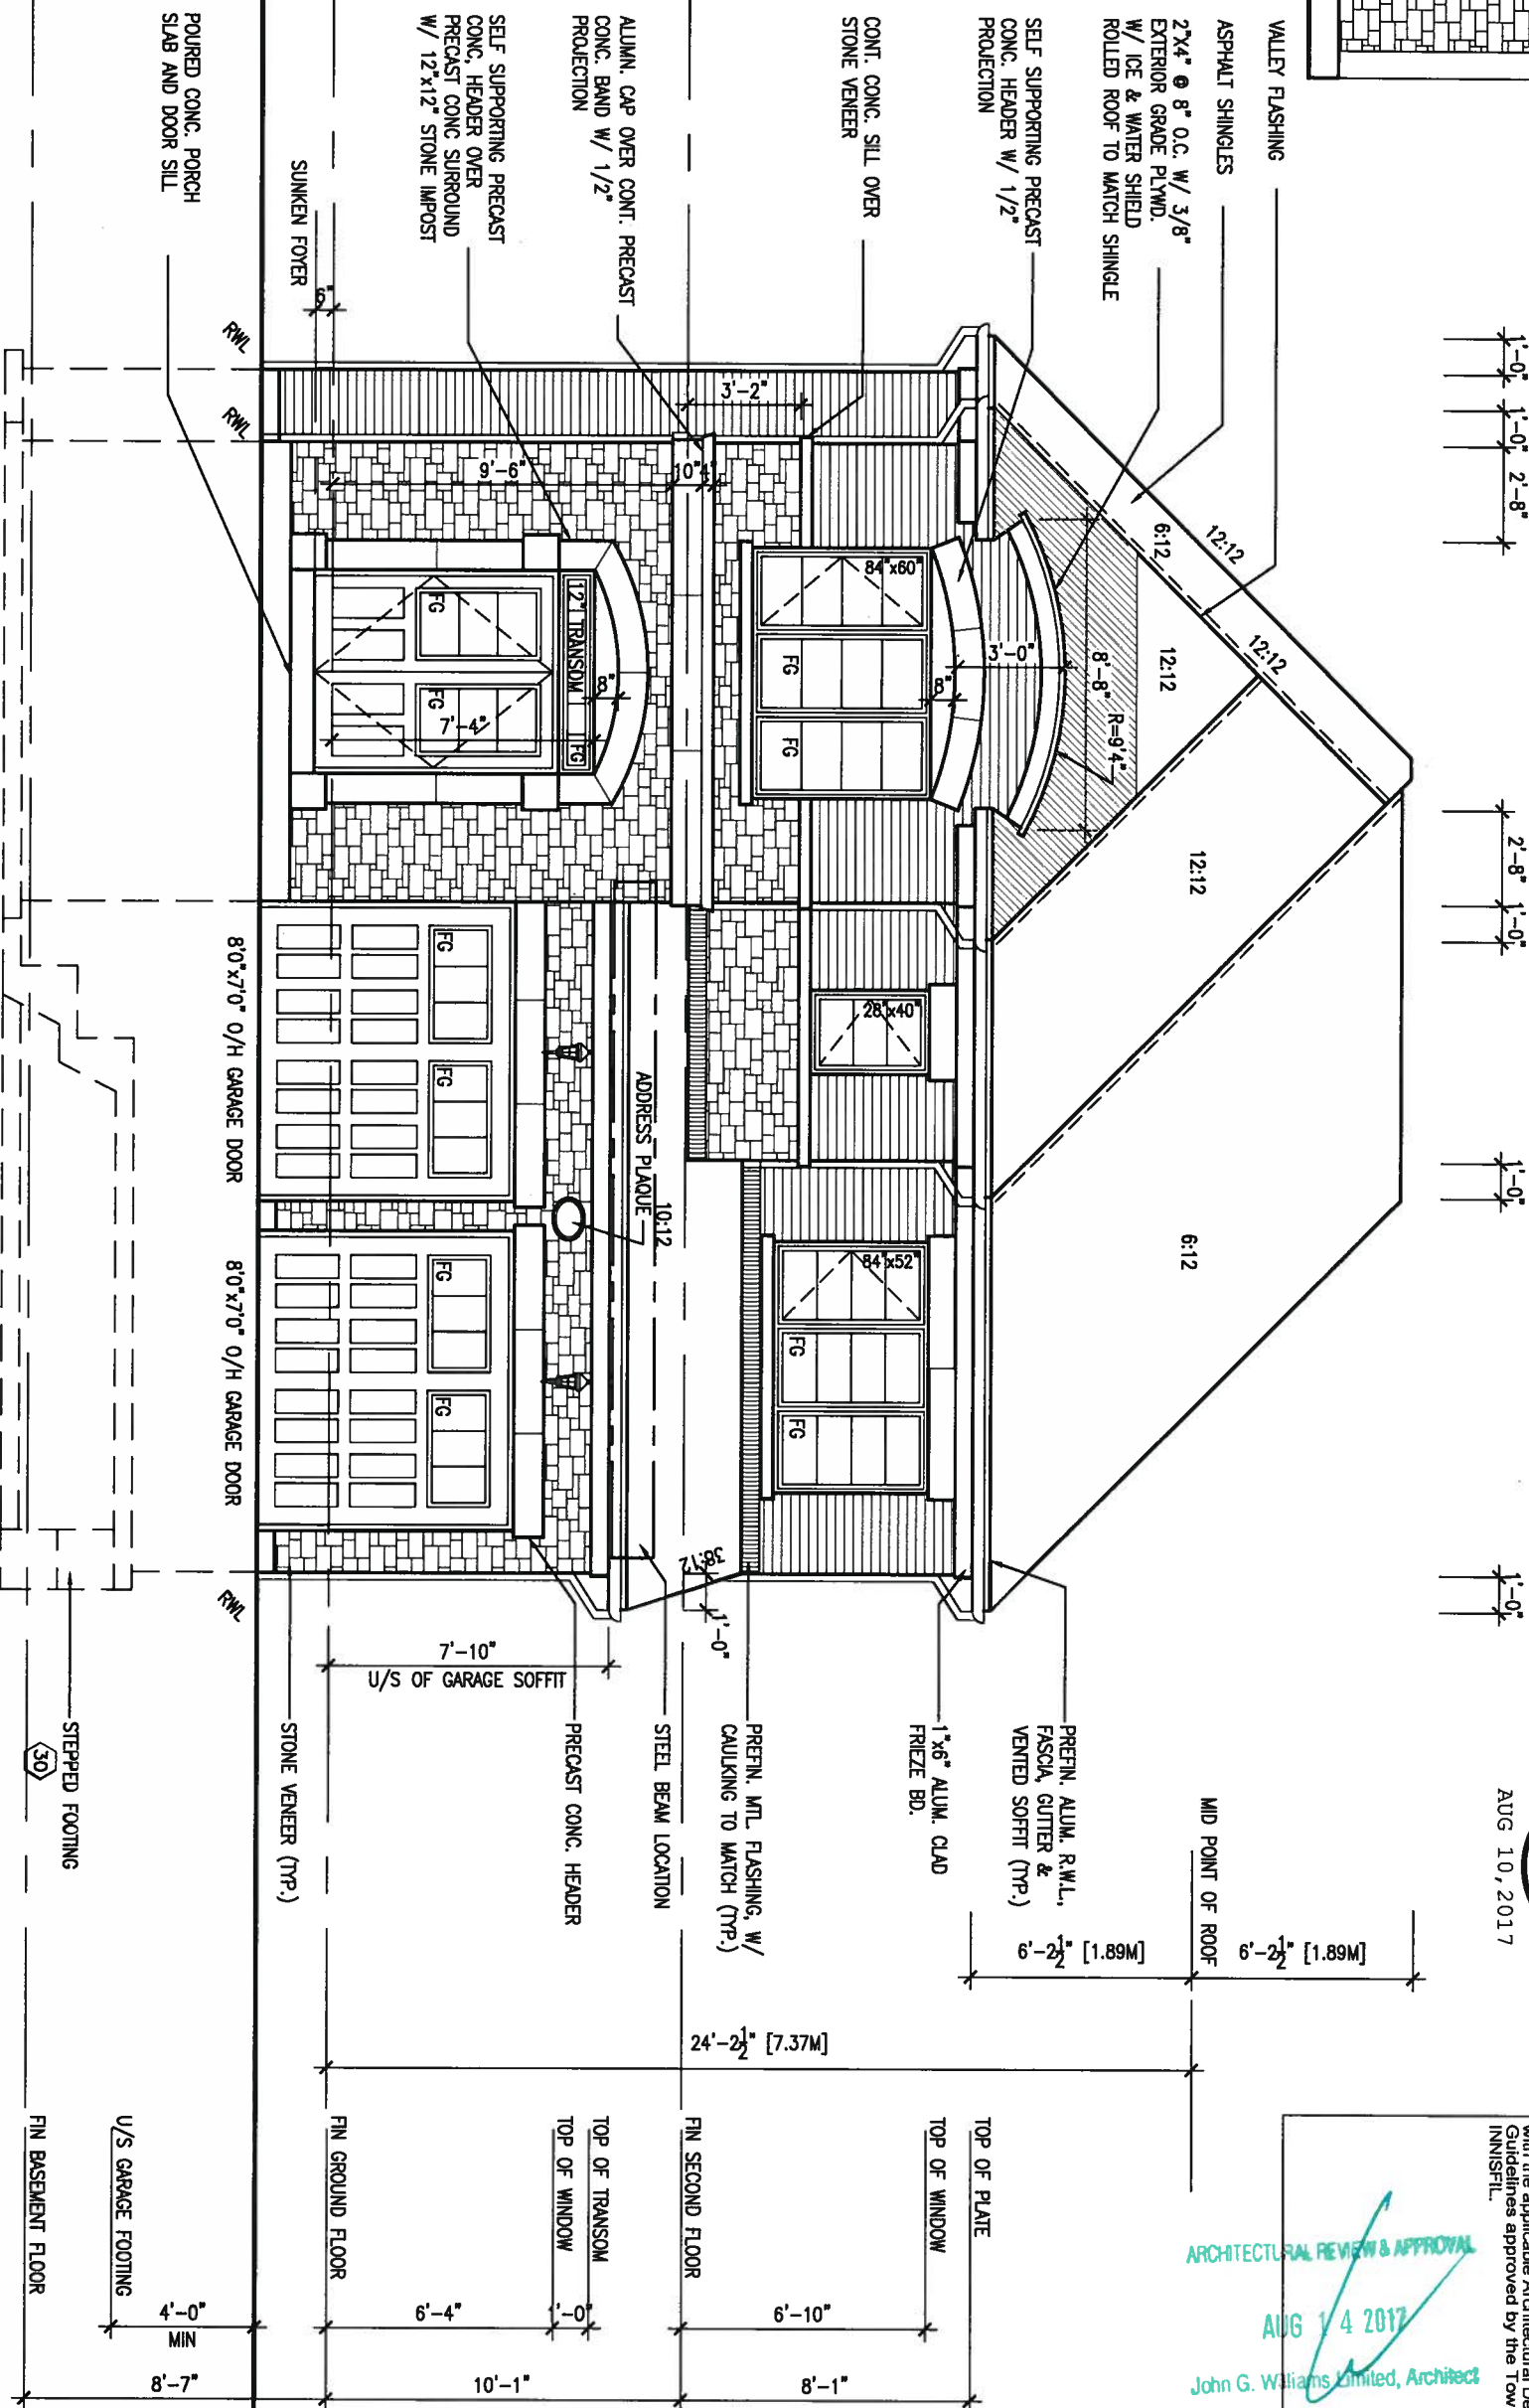 VALLEY FLASHING
ASPHALT SHINGLES
2"X4" @ 8" O.C. W/ 3/8"
EXTERIOR GRADE PLYWD.
W/ ICE & WATER SHIELD
ROLLED ROOF TO MATCH SHINGLE
SELF SUPPORTING PRECAST
CONC. HEADER W/ 1/2"
PROJECTION
CONT. CONC. SILL OVER
STONE VENEER
ALUMN. CAP OVER CONT. PRECAST
CONC. BAND W/ 1/2"
PROJECTION
SELF SUPPORTING PRECAST
CONC, HEADER OVER
PRECAST CONC SURROUND
W/ 12"x12" STONE IMPOST
SUNKEN FOYER
POURED CONC. PORCH
SLAB AND DOOR SILL
1'-0"
1'-0"
2'-8"
2'-8"
1'-0"
1'-0"
1'-0"
12:12
6:12
12:12
12:12
12:12
6:12
8'-8"
R=9'4"
3'-0"
8"
84"x60"
FG
FG
3'-2"
10"
4"
9'-6"
6"
12" TRANSOM
FG
8"
FG
FG
7'-4"
28"x40"
84"x52"
FG
FG
38:12
1'-0"
10:12
ADDRESS PLAQUE
FG
FG
FG
FG
8'0"x7'0" O/H GARAGE DOOR
8'0"x7'0" O/H GARAGE DOOR
RWL
RWL
RWL
7'-10"
U/S OF GARAGE SOFFIT
MID POINT OF ROOF
PREFIN. ALUM. R.W.L.,
FASCIA, GUTTER &
VENTED SOFFIT (TYP.)
1"x6" ALUM. CLAD
FRIEZE BD.
PREFIN. MTL. FLASHING, W/
CAULKING TO MATCH (TYP.)
STEEL BEAM LOCATION
PRECAST CONC. HEADER
STONE VENEER (TYP.)
STEPPED FOOTING
30
6'-2½" [1.89M]
6'-2½" [1.89M]
24'-2½" [7.37M]
TOP OF PLATE
TOP OF WINDOW
FIN SECOND FLOOR
TOP OF TRANSOM
TOP OF WINDOW
FIN GROUND FLOOR
U/S GARAGE FOOTING
FIN BASEMENT FLOOR
6'-10"
8'-1"
1'-0"
6'-4"
10'-1"
4'-0"
MIN
8'-7"
AUG 10,2017
Guidelines approved by the
INNISFIL.
ARCHITECTURAL REVIEW & APPROVAL
AUG 14 2017
John G. Williams Limited, Architect